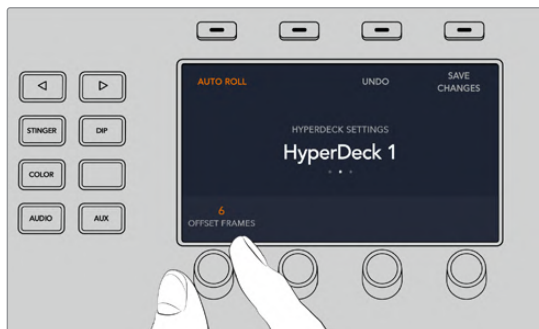 AUTO ROLL
UNDO
SAVE
CHANGES
STINGER
DIP
HYPERDECK SETTINGS
HyperDeck 1
COLOR
AUDIO
AUX
6
OFFSET FRAMES